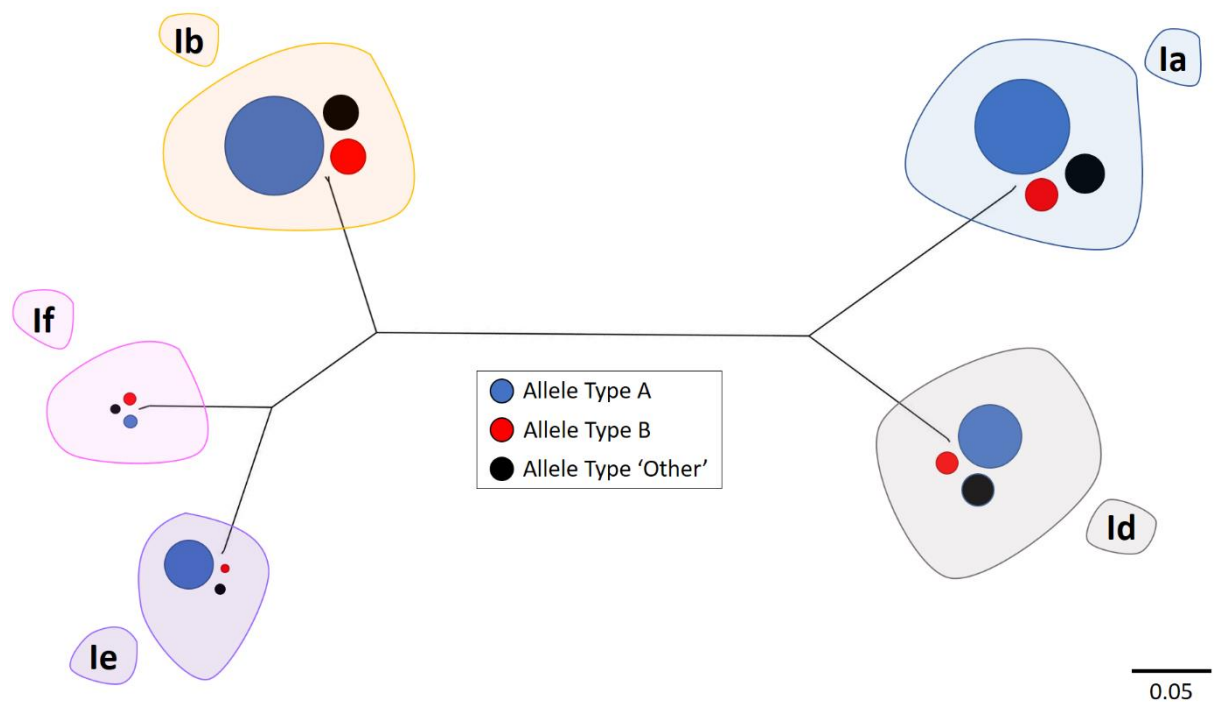 Ib
Ia
If
Allele Type A
Allele Type B
Allele Type ‘Other’
Id
Ie
0.05